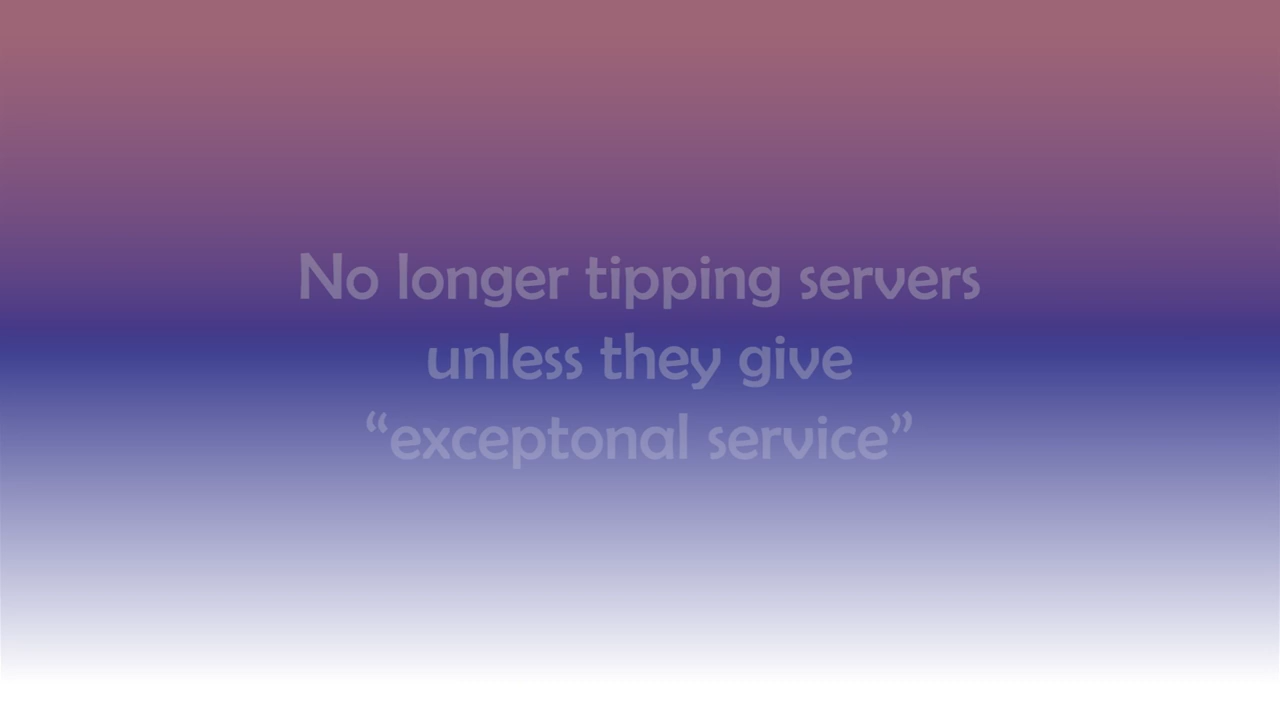 No longer tipping servers
unless they give
“exceptonal service”